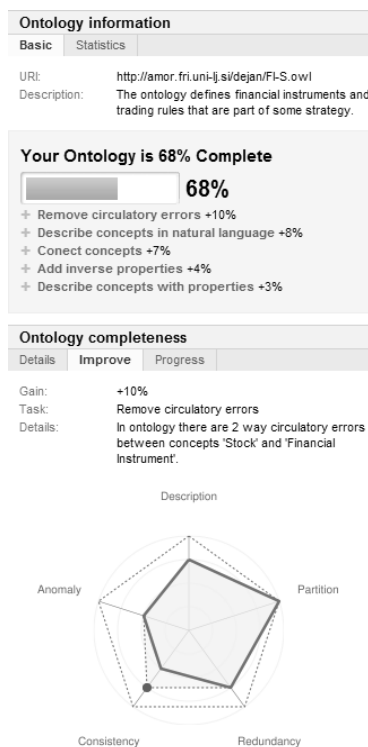 Ontology information
Basic Statistics
URI: http://amor.fri.uni-lj.si/dejan/FI-S.owl
Description: The ontology defines financial instruments and
trading rules that are part of some strategy.
Your Ontology is 68% Complete
68%
+ Remove circulatory errors +10%
+ Describe concepts in natural language +8%
+ Conect concepts +7%
+ Add inverse properties +4%
+ Describe concepts with properties +3%
Ontology completeness
Details Improve Progress
Gain: +10%
Task: Remove circulatory errors
Details: In ontology there are 2 way circulatory errors
between concepts 'Stock' and 'Financial
Instrument'.
Description
Anomaly
Partition
Consistency
Redundancy